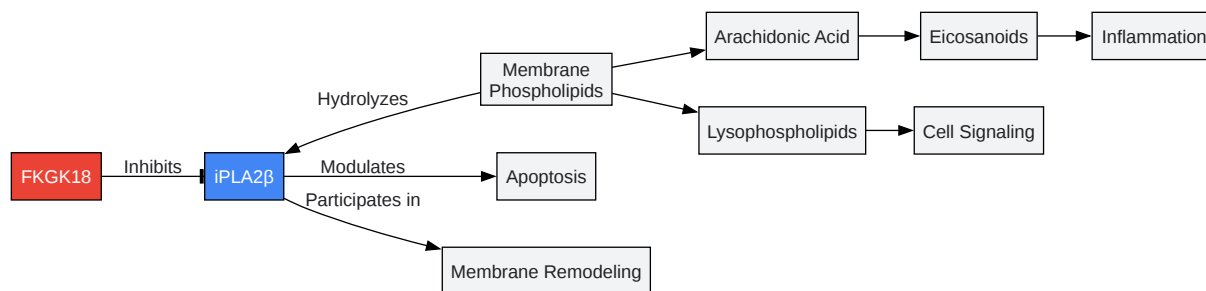 Arachidonic Acid
Eicosanoids
Inflammation
Membrane
Phospholipids
Hydrolyzes
Lysophospholipids
Cell Signaling
FKGK18
Inhibits
iPLA2β
Modulates
Apoptosis
Participates in
Membrane Remodeling